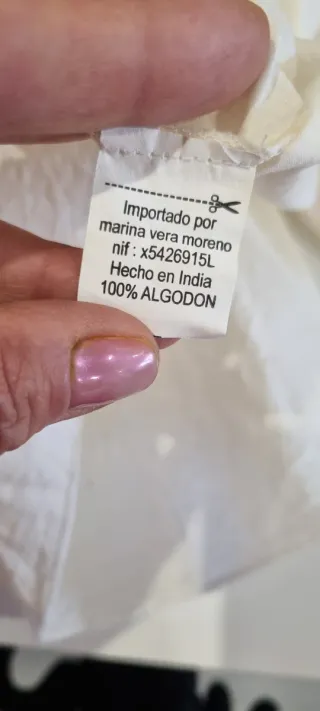 Importado por
marina vera moreno
nif : x5426915L
Hecho en India
100% ALGODON